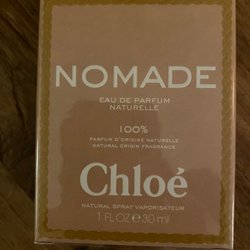 NOMADE
EAU DE PARFUM
NATURELLE
100%
PARFUM D'ORIGINE NATURELLE
NATURAL ORIGIN FRAGRANCE
Chloé
NATURAL SPRAY VAPORISATEUR
1 FL OZ e 30 ml